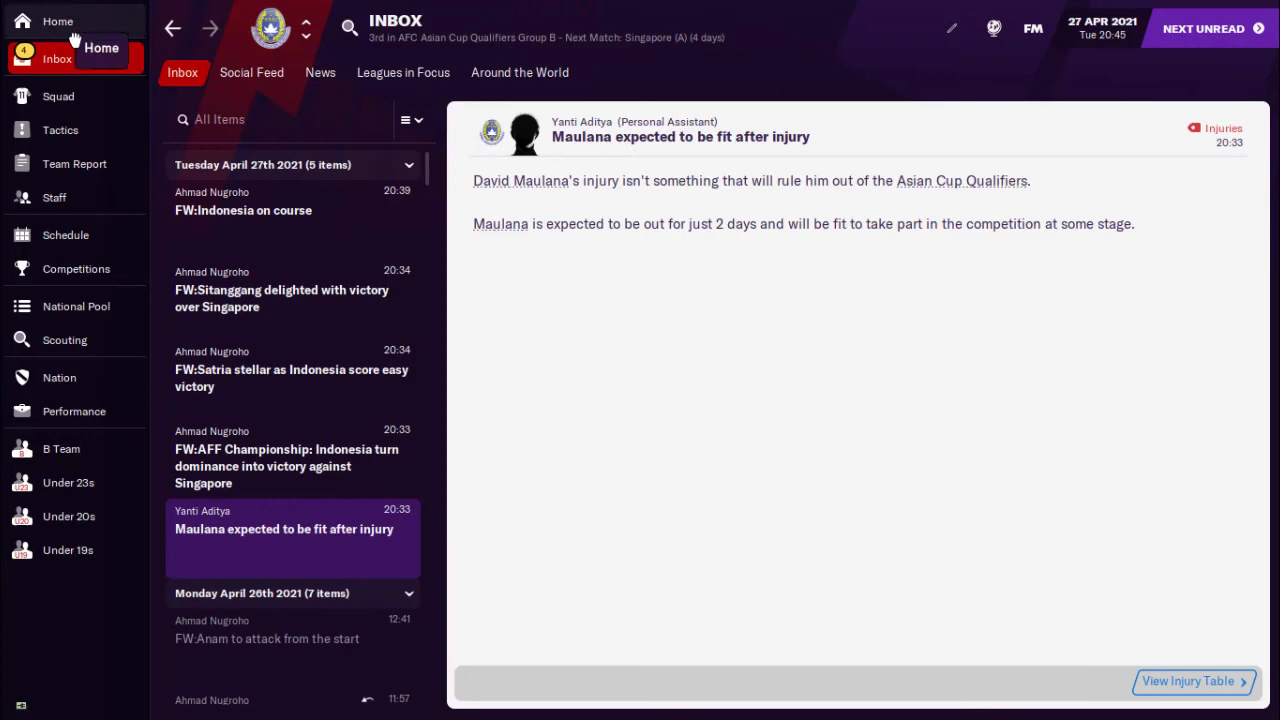 Home
Home
4
Inbox
11
Squad
Tactics
Team Report
Staff
Schedule
Competitions
National Pool
Scouting
Nation
Performance
B
B Team
U23
Under 23s
U20
Under 20s
U19
Under 19s
INBOX
3rd in AFC Asian Cup Qualifiers Group B - Next Match: Singapore (A) (4 days)
FM
27 APR 2021
Tue 20:45
NEXT UNREAD
Inbox
Social Feed
News
Leagues in Focus
Around the World
All Items
Tuesday April 27th 2021 (5 items)
Ahmad Nugroho 20:39
FW:Indonesia on course
Ahmad Nugroho 20:34
FW:Sitanggang delighted with victory
over Singapore
Ahmad Nugroho 20:34
FW:Satria stellar as Indonesia score easy
victory
Ahmad Nugroho 20:33
FW:AFF Championship: Indonesia turn
dominance into victory against
Singapore
Yanti Aditya 20:33
Maulana expected to be fit after injury
Monday April 26th 2021 (7 items)
Ahmad Nugroho 12:41
FW:Anam to attack from the start
Ahmad Nugroho 11:57
Yanti Aditya (Personal Assistant)
Maulana expected to be fit after injury
Injuries
20:33
David Maulana's injury isn't something that will rule him out of the Asian Cup Qualifiers.
Maulana is expected to be out for just 2 days and will be fit to take part in the competition at some stage.
View Injury Table